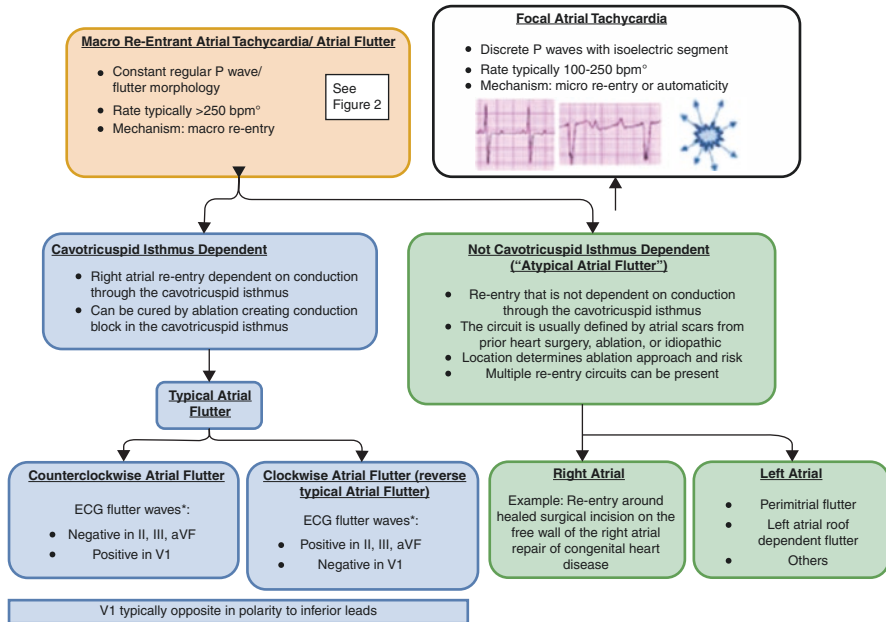 Macro Re-Entrant Atrial Tachycardia/ Atrial Flutter
● Constant regular P wave/
flutter morphology
● Rate typically >250 bpm°
● Mechanism: macro re-entry
See
Figure 2
Focal Atrial Tachycardia
● Discrete P waves with isoelectric segment
● Rate typically 100-250 bpm°
● Mechanism: micro re-entry or automaticity
Cavotricuspid Isthmus Dependent
● Right atrial re-entry dependent on conduction
through the cavotricuspid isthmus
● Can be cured by ablation creating conduction
block in the cavotricuspid isthmus
Not Cavotricuspid Isthmus Dependent
(“Atypical Atrial Flutter”)
● Re-entry that is not dependent on conduction
through the cavotricuspid isthmus
● The circuit is usually defined by atrial scars from
prior heart surgery, ablation, or idiopathic
● Location determines ablation approach and risk
● Multiple re-entry circuits can be present
Typical Atrial
Flutter
Counterclockwise Atrial Flutter
ECG flutter waves*:
● Negative in II, III, aVF
● Positive in V1
Clockwise Atrial Flutter (reverse
typical Atrial Flutter)
ECG flutter waves*:
● Positive in II, III, aVF
● Negative in V1
Right Atrial
Example: Re-entry around
healed surgical incision on the
free wall of the right atrial
repair of congenital heart
disease
Left Atrial
● Perimitrial flutter
● Left atrial roof
dependent flutter
● Others
V1 typically opposite in polarity to inferior leads